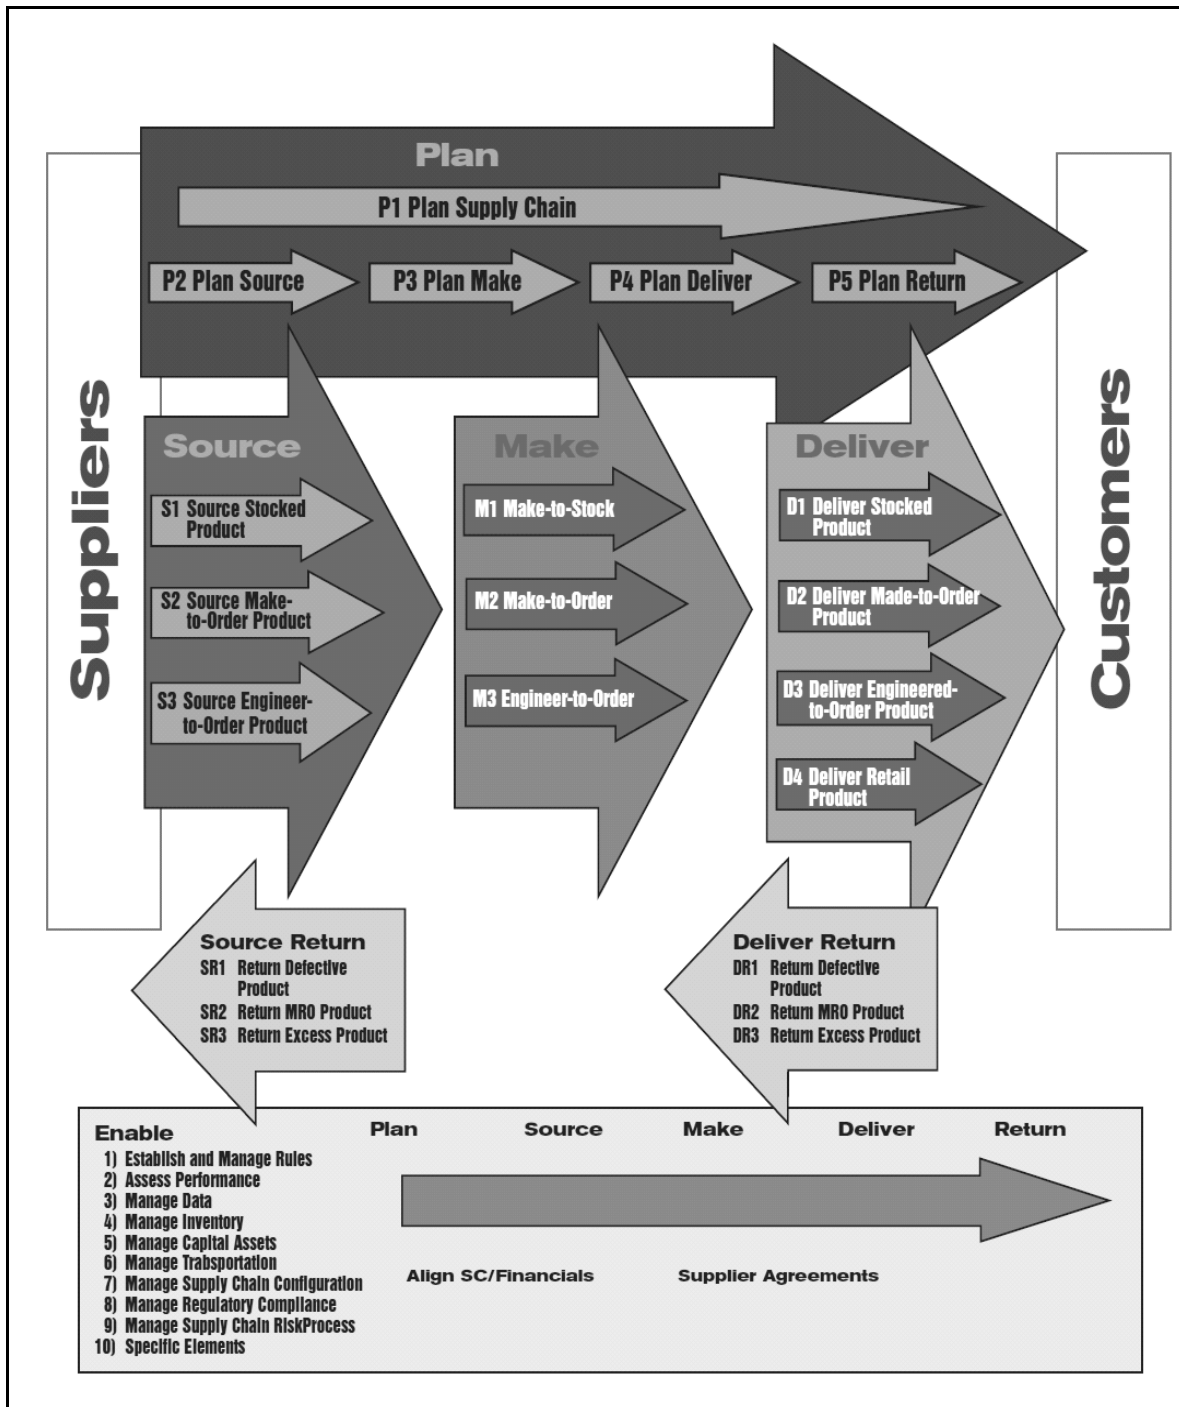 Plan
P1 Plan Supply Chain
P2 Plan Source
P3 Plan Make
P4 Plan Deliver
P5 Plan Return
Suppliers
Source
S1 Source Stocked
Product
S2 Source Make-
to-Order Product
S3 Source Engineer-
to-Order Product
Make
M1 Make-to-Stock
M2 Make-to-Order
M3 Engineer-to-Order
Deliver
D1 Deliver Stocked
Product
D2 Deliver Made-to-Order
Product
D3 Deliver Engineered-
to-Order Product
D4 Deliver Retail
Product
Customers
Source Return
SR1 Return Defective
Product
SR2 Return MRO Product
SR3 Return Excess Product
Deliver Return
DR1 Return Defective
Product
DR2 Return MRO Product
DR3 Return Excess Product
Enable
Plan
Source
Make
Deliver
Return
1) Establish and Manage Rules
2) Assess Performance
3) Manage Data
4) Manage Inventory
5) Manage Capital Assets
6) Manage Trabsportation
7) Manage Supply Chain Configuration
8) Manage Regulatory Compliance
9) Manage Supply Chain RiskProcess
10) Specific Elements
Align SC/Financials
Supplier Agreements